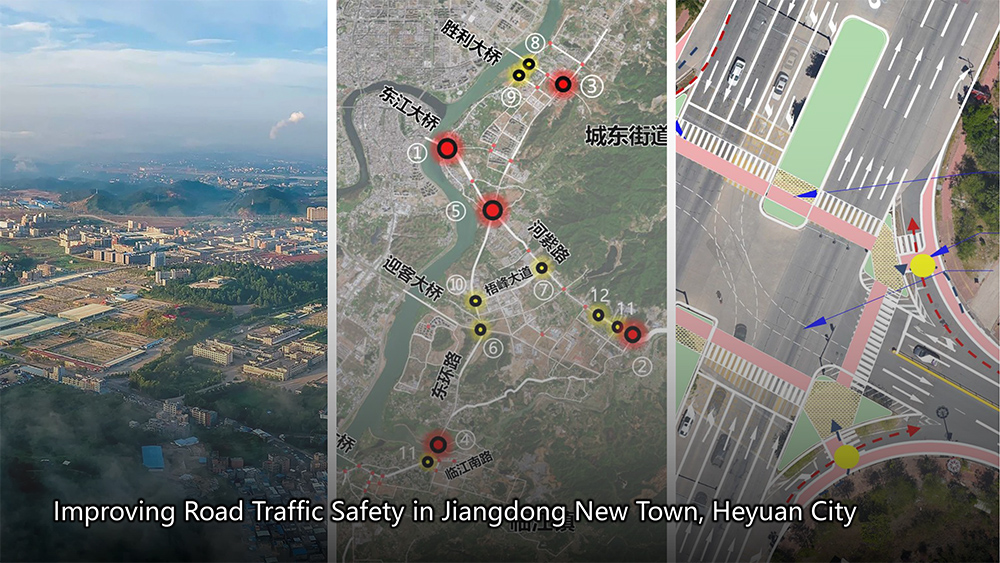 胜利大桥
⑧
⑨
③
东江大桥
城东街道
①
⑤
河紫路
迎客大桥
⑩
梧峰大道
⑦
12
11
⑥
②
东环路
桥
11
④
临江南路
Improving Road Traffic Safety in Jiangdong New Town, Heyuan City